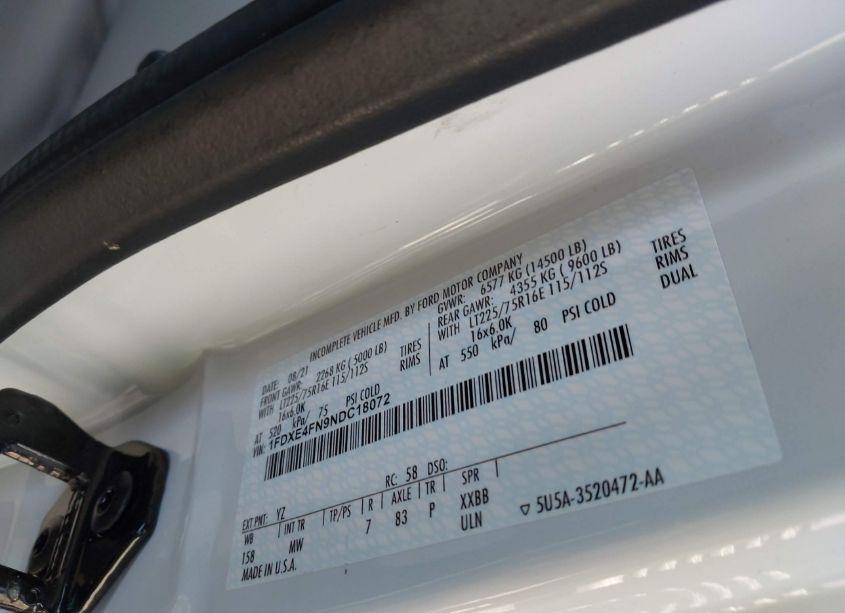 INCOMPLETE VEHICLE MFD. BY FORD MOTOR COMPANY
DATE: 08/21
FRONT GAWR: 2268 KG (5000 LB)
WITH LT225/75R16E 115/112S TIRES
16x6.0K RIMS
AT 520 kPa/ 75 PSI COLD
GVWR: 6577 KG (14500 LB)
REAR GAWR: 4355 KG ( 9600 LB)
WITH LT225/75R16E 115/112S TIRES
16x6.0K RIMS
AT 550 kPa/ 80 PSI COLD DUAL
VIN: 1FDXE4FN9NDC18072
EXT PNT: YZ RC: 58 DSO:
WB INT TR TP/PS R AXLE TR SPR
158 MW 7 83 P XXBB
ULN
MADE IN U.S.A. ▽ 5U5A-3520472-AA